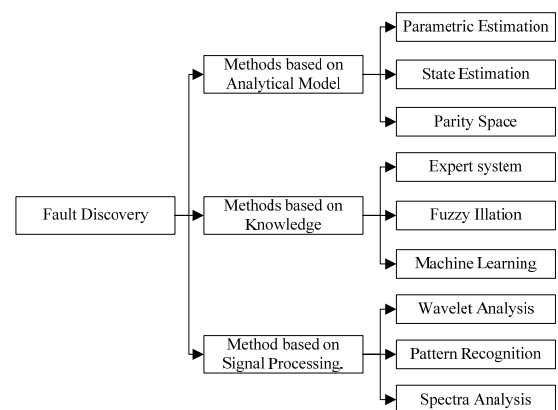 Parametric Estimation
Methods based on
Analytical Model
State Estimation
Parity Space
Expert system
Fault Discovery
Methods based on
Knowledge
Fuzzy Illation
Machine Learning
Wavelet Analysis
Method based on
Signal Processing.
Pattern Recognition
Spectra Analysis